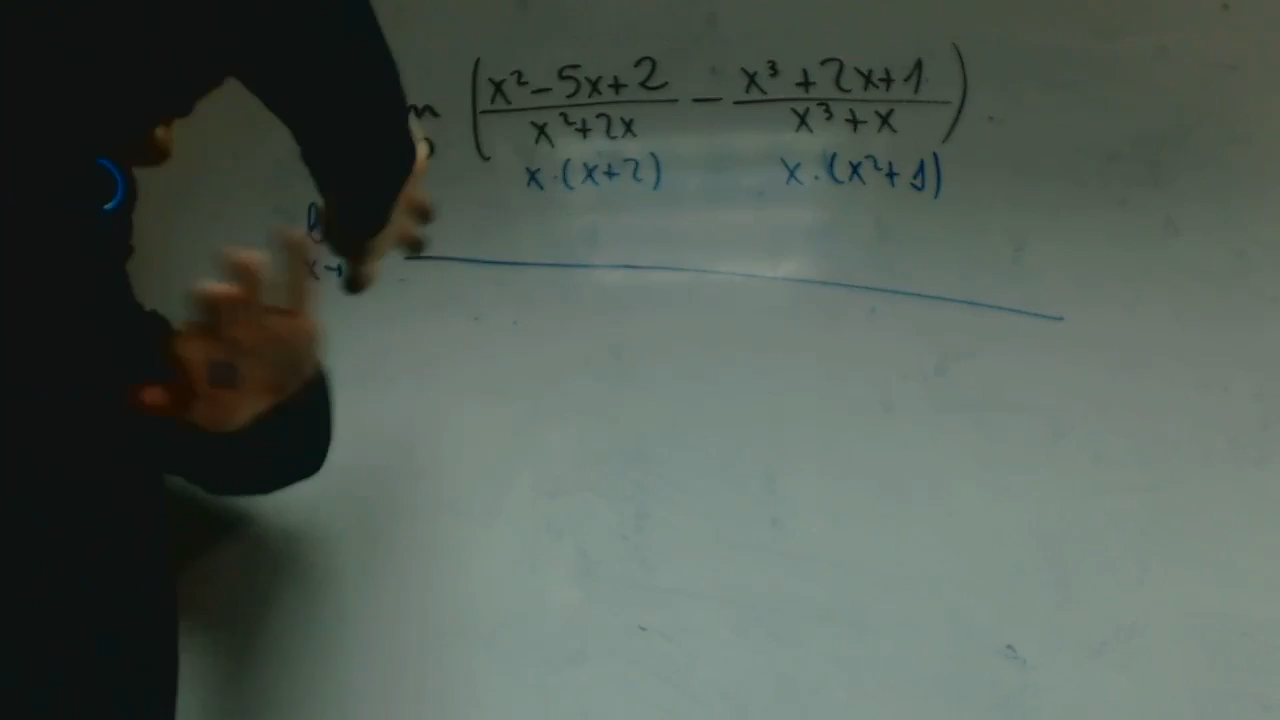 ( x²-5x+2 / x²+2x - x³+2x+1 / x³+x )
x·(x+2) x·(x²+1)
x→